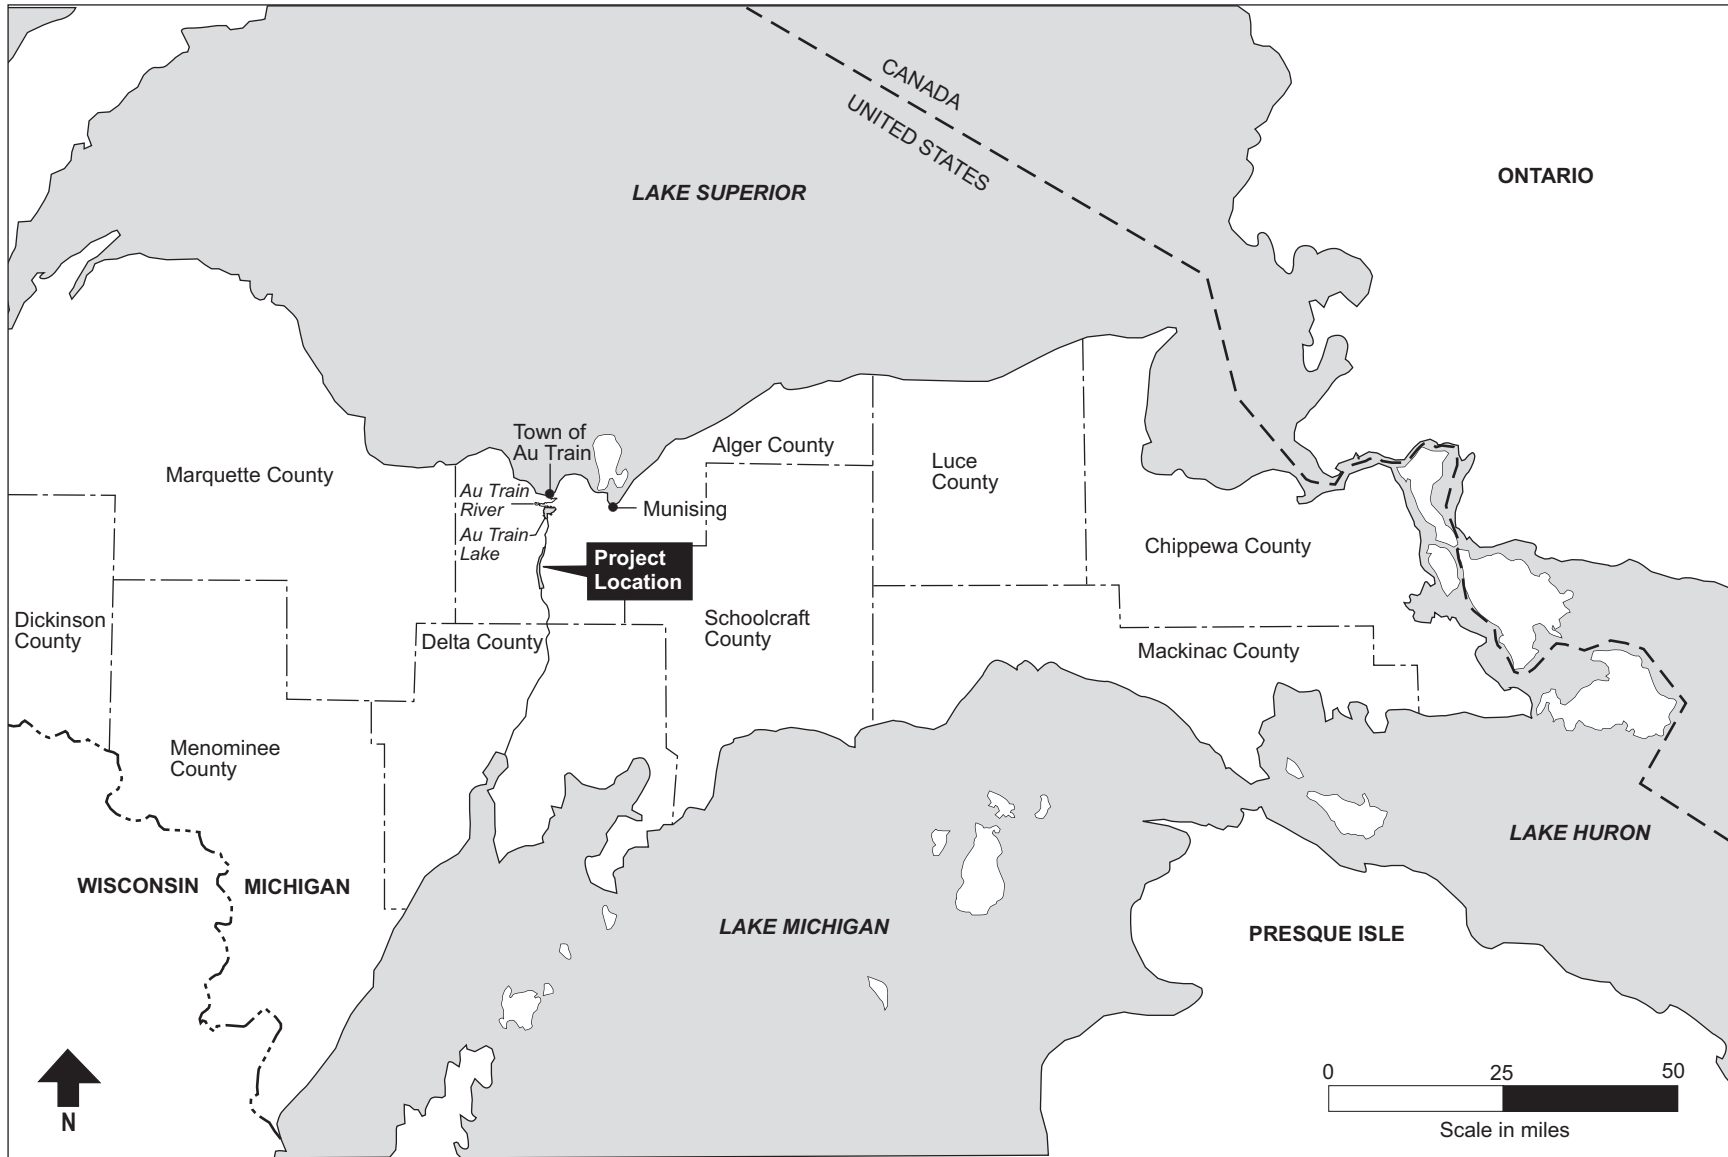 CANADA
UNITED STATES
ONTARIO
LAKE SUPERIOR
Town of
Au Train
Alger County
Marquette County
Luce
County
Au Train
River
Munising
Au Train
Lake
Project
Location
Chippewa County
Dickinson
County
Delta County
Schoolcraft
County
Mackinac County
Menominee
County
LAKE HURON
WISCONSIN
MICHIGAN
LAKE MICHIGAN
PRESQUE ISLE
N
0 25 50
Scale in miles